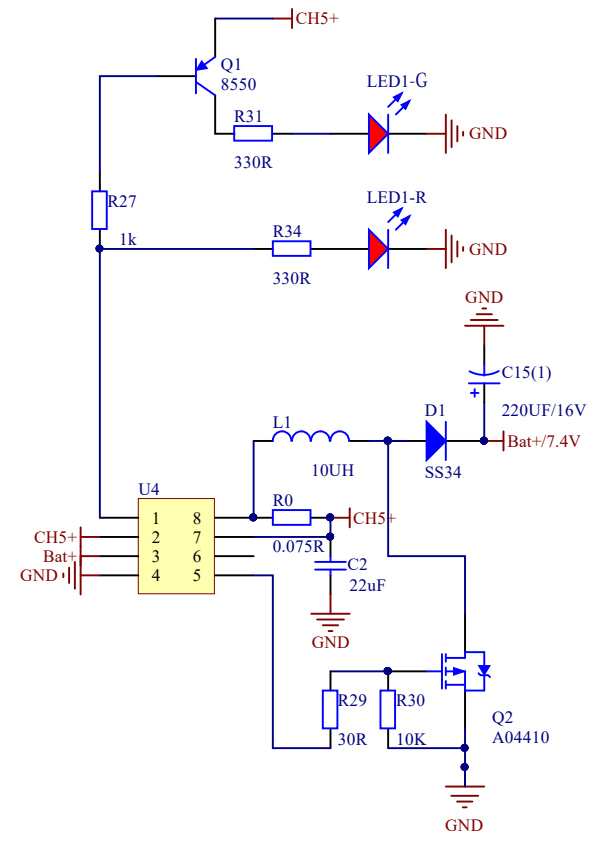 CH5+
Q1
8550
LED1-G
R31
GND
330R
LED1-R
R27
1k
R34
GND
330R
GND
C15(1)
220UF/16V
D1
L1
Bat+/7.4V
10UH
SS34
U4
R0
1 8
CH5+
CH5+
2 7
0.075R
Bat+
3 6
C2
GND
4 5
22uF
GND
R29
R30
Q2
30R
10K
A04410
GND